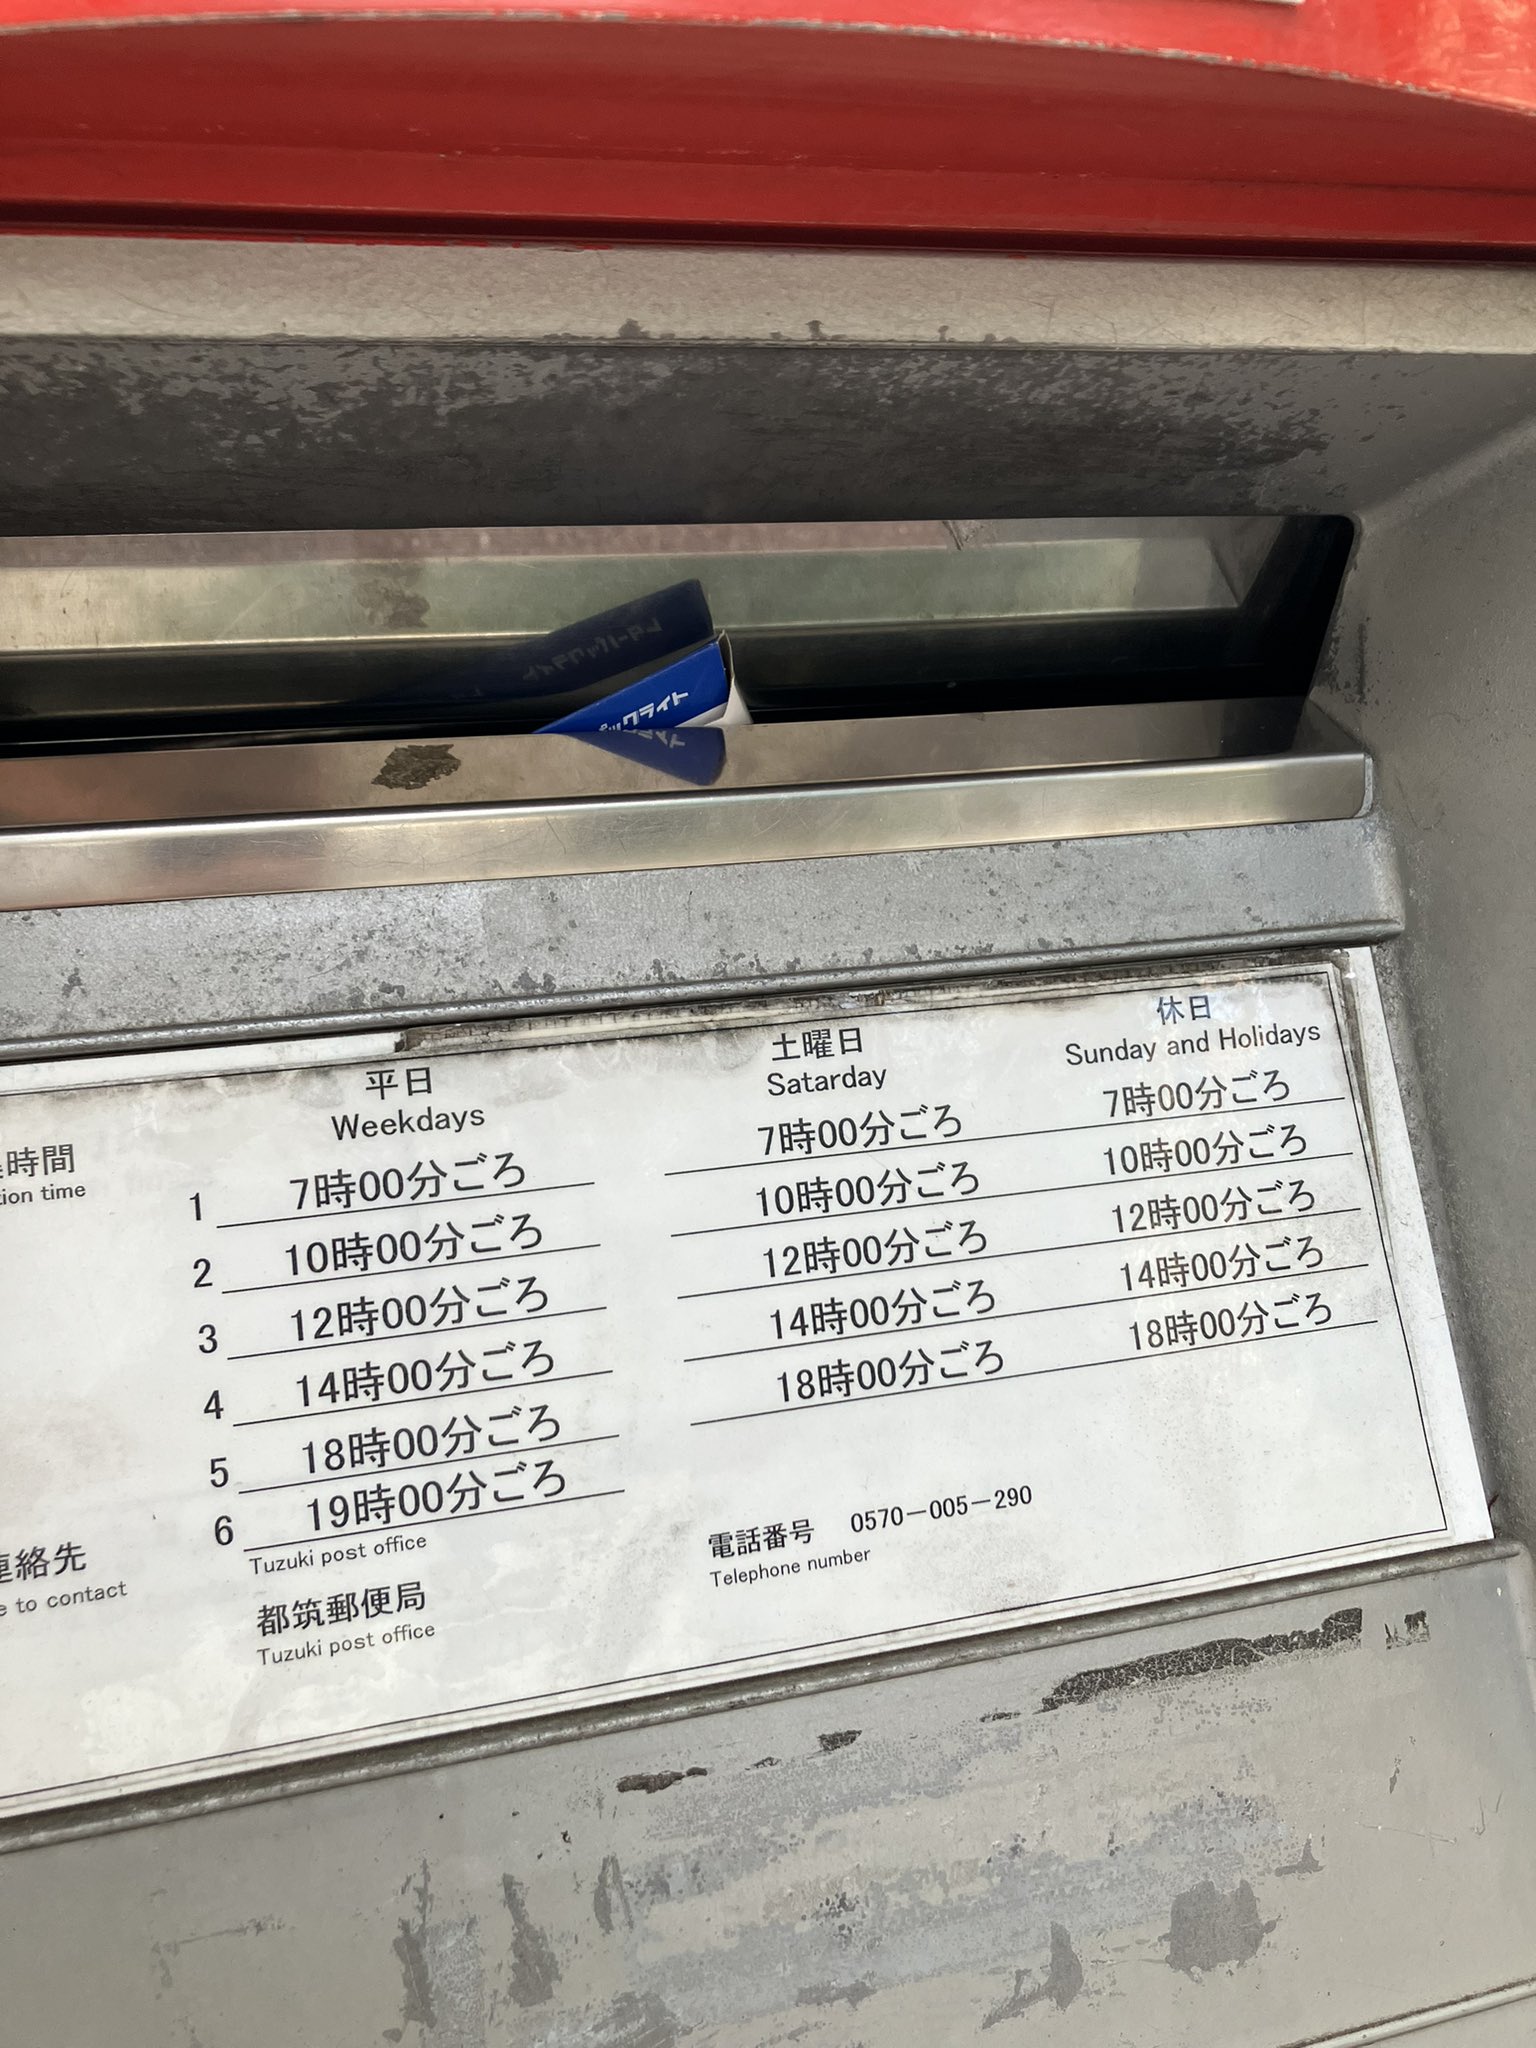 パックライト
平日
Weekdays
土曜日
Satarday
休日
Sunday and Holidays
時間
tion time
1 7時00分ごろ 7時00分ごろ 7時00分ごろ
2 10時00分ごろ 10時00分ごろ 10時00分ごろ
3 12時00分ごろ 12時00分ごろ 12時00分ごろ
4 14時00分ごろ 14時00分ごろ 14時00分ごろ
5 18時00分ごろ 18時00分ごろ 18時00分ごろ
6 19時00分ごろ
Tuzuki post office
連絡先
e to contact
都筑郵便局
Tuzuki post office
電話番号 0570-005-290
Telephone number